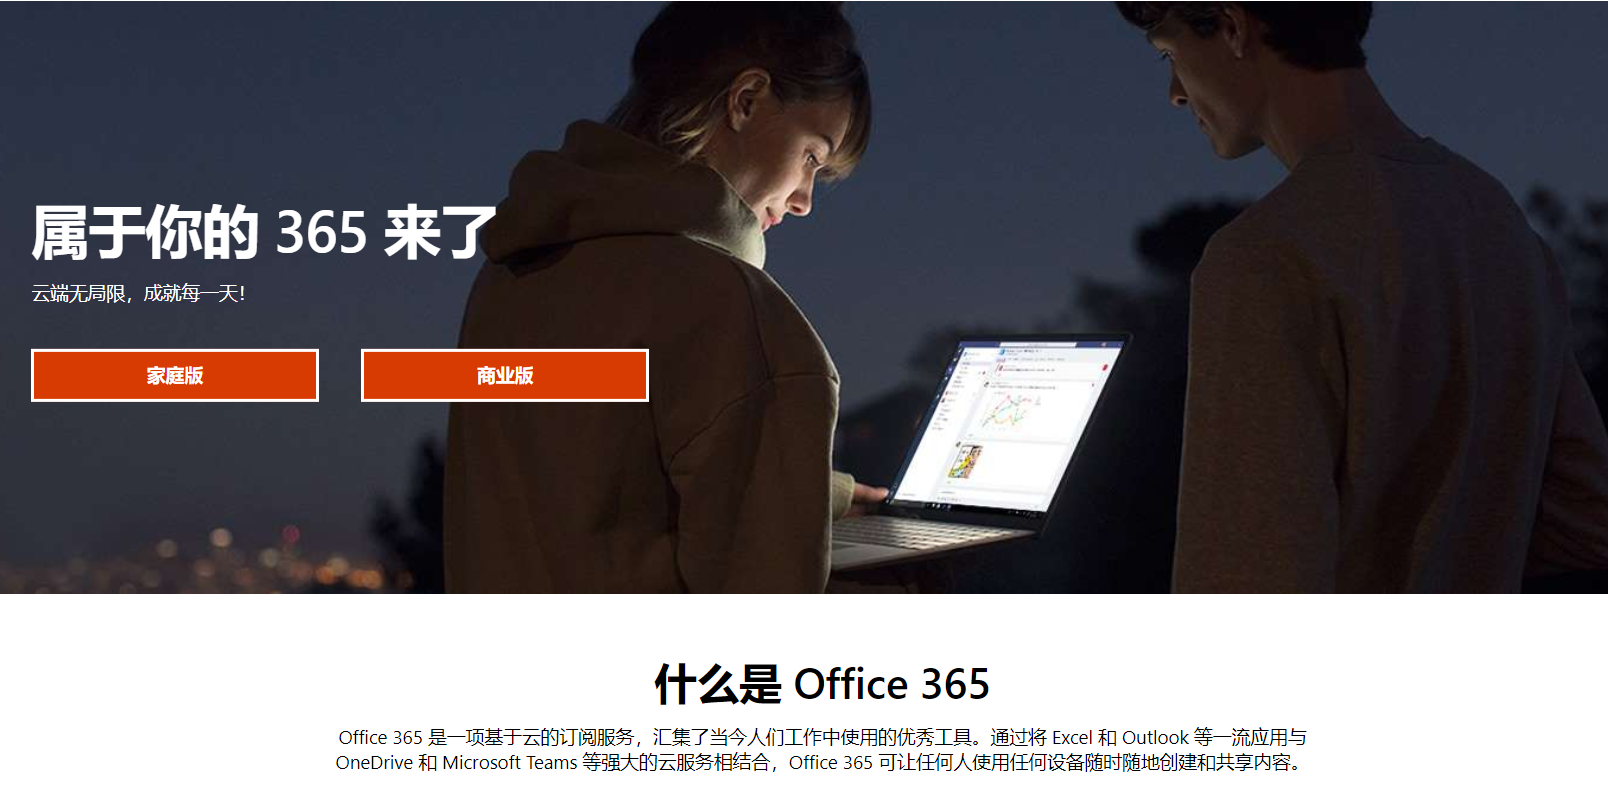 属于你的 365 来了
云端无局限，成就每一天！
家庭版
商业版
什么是 Office 365
Office 365 是一项基于云的订阅服务，汇集了当今人们工作中使用的优秀工具。通过将 Excel 和 Outlook 等一流应用与
OneDrive 和 Microsoft Teams 等强大的云服务相结合，Office 365 可让任何人使用任何设备随时随地创建和共享内容。